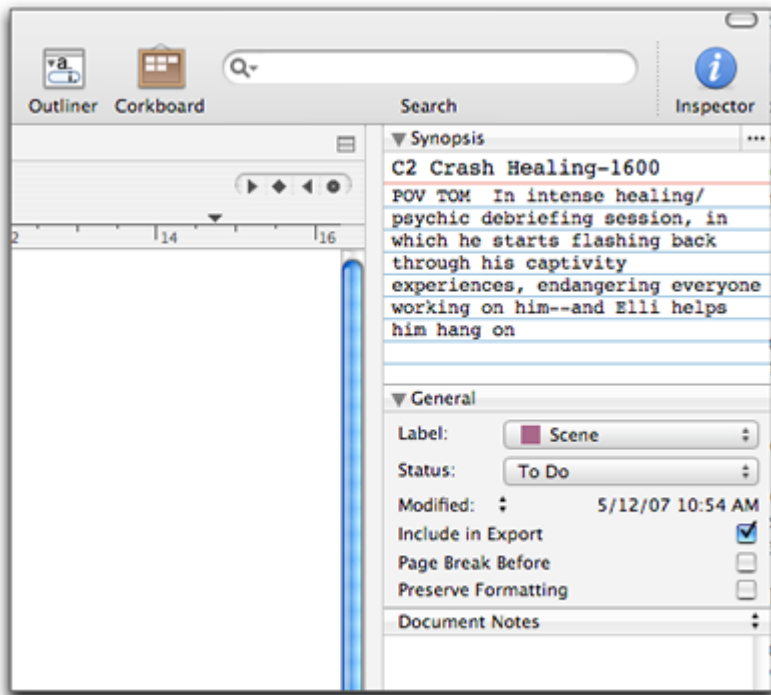 Outliner Corkboard Search Inspector
Synopsis ...
C2 Crash Healing-1600
POV TOM In intense healing/
psychic debriefing session, in
which he starts flashing back
through his captivity
experiences, endangering everyone
working on him--and Elli helps
him hang on
2 14 16
General
Label: Scene
Status: To Do
Modified: 5/12/07 10:54 AM
Include in Export
Page Break Before
Preserve Formatting
Document Notes